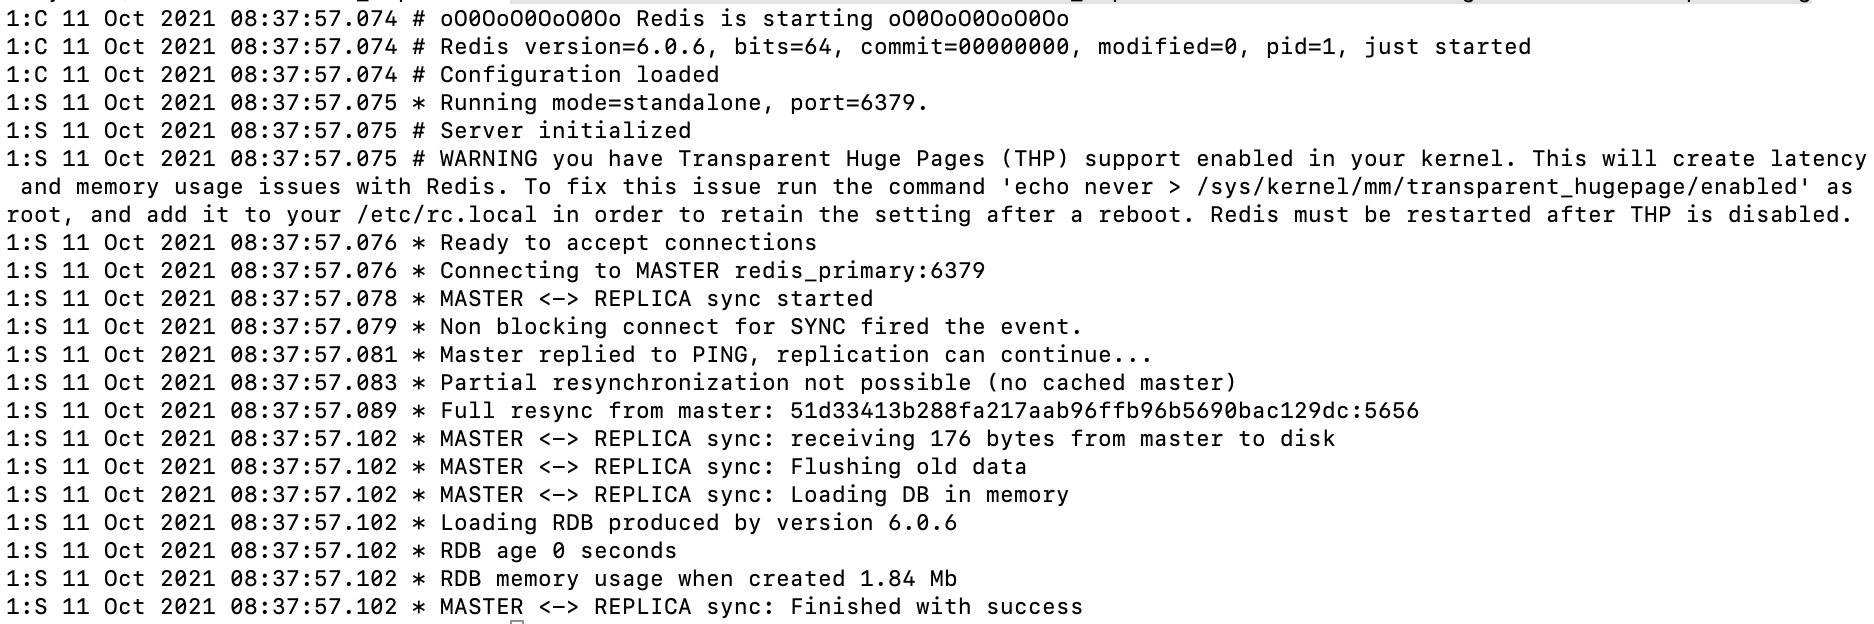 1:C 11 Oct 2021 08:37:57.074 # oO0OoO0OoO0Oo Redis is starting oO0OoO0OoO0Oo
1:C 11 Oct 2021 08:37:57.074 # Redis version=6.0.6, bits=64, commit=00000000, modified=0, pid=1, just started
1:C 11 Oct 2021 08:37:57.074 # Configuration loaded
1:S 11 Oct 2021 08:37:57.075 * Running mode=standalone, port=6379.
1:S 11 Oct 2021 08:37:57.075 # Server initialized
1:S 11 Oct 2021 08:37:57.075 # WARNING you have Transparent Huge Pages (THP) support enabled in your kernel. This will create latency
 and memory usage issues with Redis. To fix this issue run the command 'echo never > /sys/kernel/mm/transparent_hugepage/enabled' as
root, and add it to your /etc/rc.local in order to retain the setting after a reboot. Redis must be restarted after THP is disabled.
1:S 11 Oct 2021 08:37:57.076 * Ready to accept connections
1:S 11 Oct 2021 08:37:57.076 * Connecting to MASTER redis_primary:6379
1:S 11 Oct 2021 08:37:57.078 * MASTER <-> REPLICA sync started
1:S 11 Oct 2021 08:37:57.079 * Non blocking connect for SYNC fired the event.
1:S 11 Oct 2021 08:37:57.081 * Master replied to PING, replication can continue...
1:S 11 Oct 2021 08:37:57.083 * Partial resynchronization not possible (no cached master)
1:S 11 Oct 2021 08:37:57.089 * Full resync from master: 51d33413b288fa217aab96ffb96b5690bac129dc:5656
1:S 11 Oct 2021 08:37:57.102 * MASTER <-> REPLICA sync: receiving 176 bytes from master to disk
1:S 11 Oct 2021 08:37:57.102 * MASTER <-> REPLICA sync: Flushing old data
1:S 11 Oct 2021 08:37:57.102 * MASTER <-> REPLICA sync: Loading DB in memory
1:S 11 Oct 2021 08:37:57.102 * Loading RDB produced by version 6.0.6
1:S 11 Oct 2021 08:37:57.102 * RDB age 0 seconds
1:S 11 Oct 2021 08:37:57.102 * RDB memory usage when created 1.84 Mb
1:S 11 Oct 2021 08:37:57.102 * MASTER <-> REPLICA sync: Finished with success